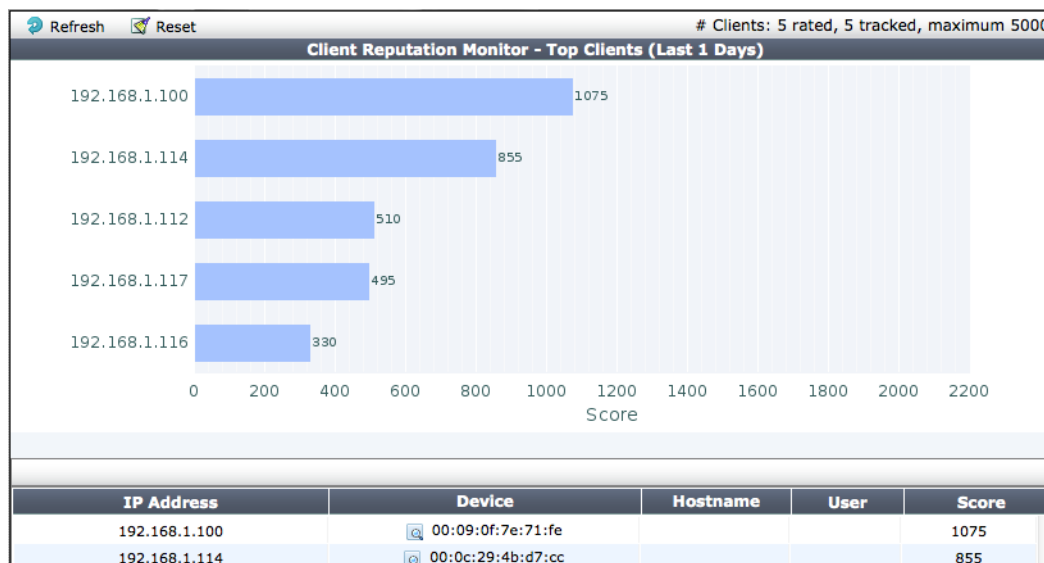 Refresh Reset # Clients: 5 rated, 5 tracked, maximum 5000
Client Reputation Monitor - Top Clients (Last 1 Days)
192.168.1.100 1075
192.168.1.114 855
192.168.1.112 510
192.168.1.117 495
192.168.1.116 330
0 200 400 600 800 1000 1200 1400 1600 1800 2000 2200
Score
IP Address Device Hostname User Score
192.168.1.100 00:09:0f:7e:71:fe 1075
192.168.1.114 00:0c:29:4b:d7:cc 855